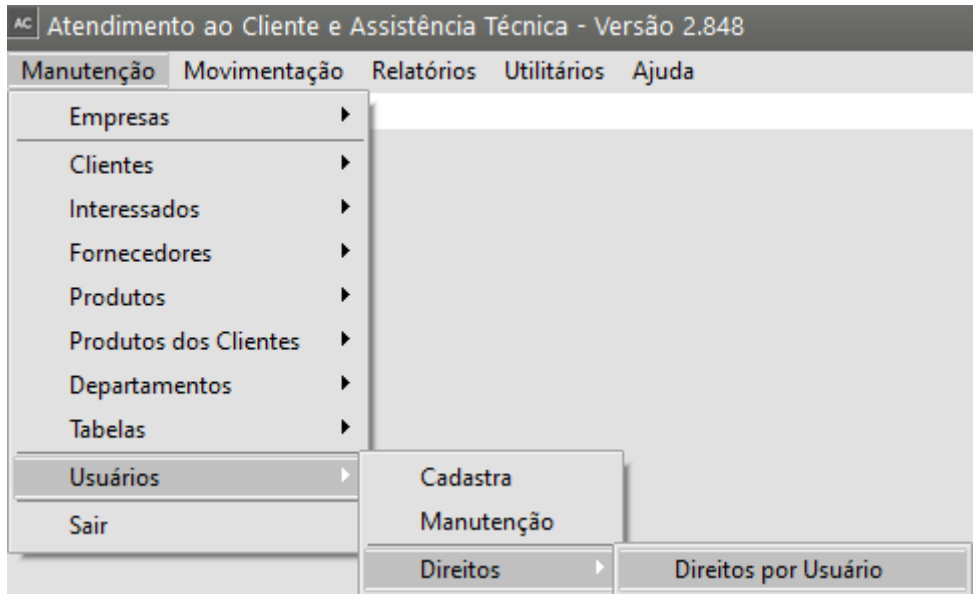 AC Atendimento ao Cliente e Assistência Técnica - Versão 2.848
Manutenção Movimentação Relatórios Utilitários Ajuda
Empresas
Clientes
Interessados
Fornecedores
Produtos
Produtos dos Clientes
Departamentos
Tabelas
Usuários
Sair
Cadastra
Manutenção
Direitos
Direitos por Usuário